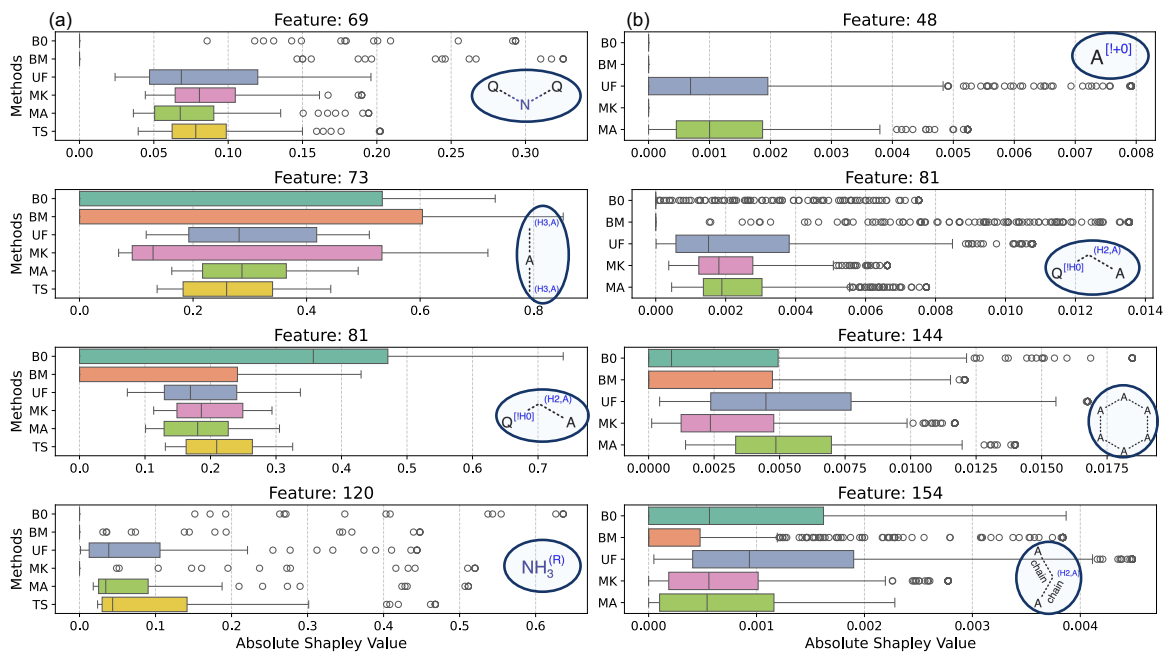 (a)
Feature: 69
Methods
B0
BM
UF
MK
MA
TS
Q Q
N
0.00 0.05 0.10 0.15 0.20 0.25 0.30
Feature: 73
Methods
B0
BM
UF
MK
MA
TS
(H3,A)
A
(H3,A)
0.0 0.2 0.4 0.6 0.8
Feature: 81
Methods
B0
BM
UF
MK
MA
TS
(H2,A)
Q [!H0] A
0.0 0.1 0.2 0.3 0.4 0.5 0.6 0.7
Feature: 120
Methods
B0
BM
UF
MK
MA
TS
NH3(R)
0.0 0.1 0.2 0.3 0.4 0.5 0.6
Absolute Shapley Value
(b)
Feature: 48
B0
BM
UF
MK
MA
A [!+0]
0.000 0.001 0.002 0.003 0.004 0.005 0.006 0.007 0.008
Feature: 81
B0
BM
UF
MK
MA
(H2,A)
Q [!H0] A
0.000 0.002 0.004 0.006 0.008 0.010 0.012 0.014
Feature: 144
B0
BM
UF
MK
MA
A
A A
A A
A
0.0000 0.0025 0.0050 0.0075 0.0100 0.0125 0.0150 0.0175
Feature: 154
B0
BM
UF
MK
MA
A
chain
(H2,A)
chain
A
0.000 0.001 0.002 0.003 0.004
Absolute Shapley Value